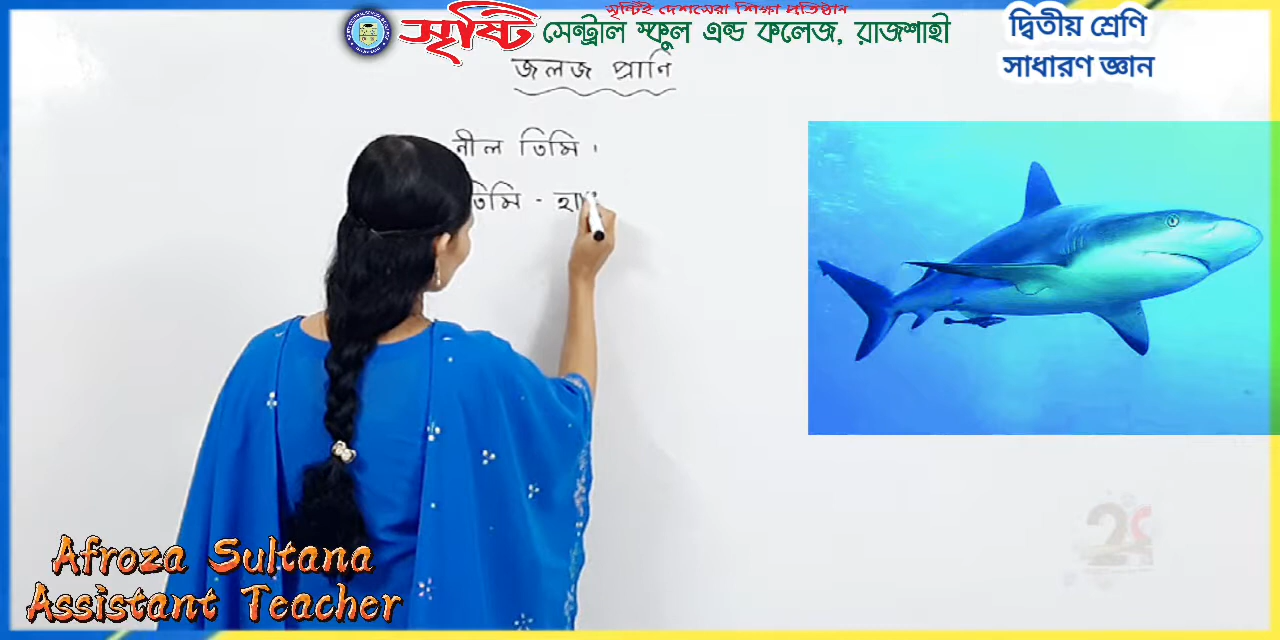 সৃষ্টিই দেশসেরা শিক্ষা প্রতিষ্ঠান
সৃষ্টি সেন্ট্রাল স্কুল এন্ড কলেজ, রাজশাহী
দ্বিতীয় শ্রেণি
সাধারণ জ্ঞান
জলজ প্রাণি
নীল তিমি।
তিমি -
Afroza Sultana
Assistant Teacher